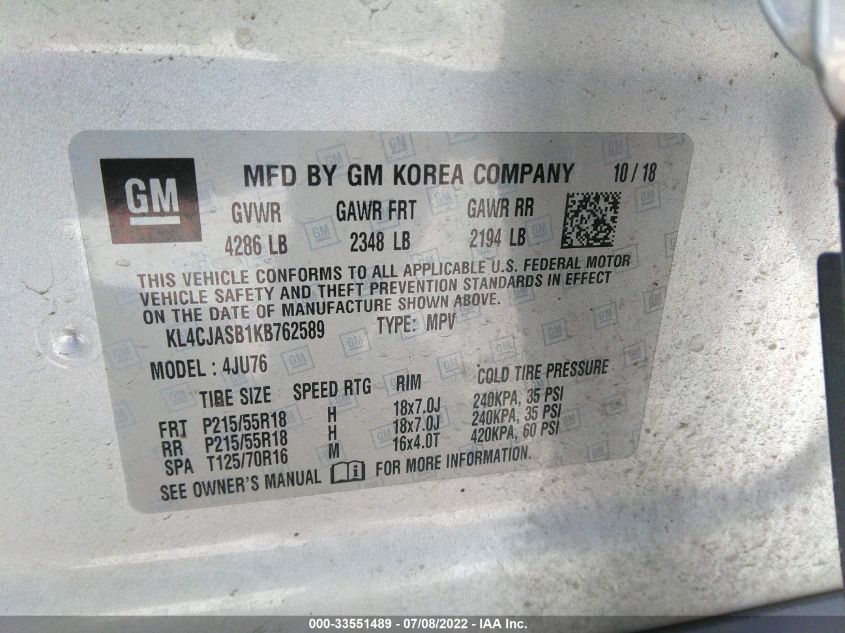 GM MFD BY GM KOREA COMPANY 10/18
GVWR GAWR FRT GAWR RR
4286 LB 2348 LB 2194 LB
THIS VEHICLE CONFORMS TO ALL APPLICABLE U.S. FEDERAL MOTOR
VEHICLE SAFETY AND THEFT PREVENTION STANDARDS IN EFFECT
ON THE DATE OF MANUFACTURE SHOWN ABOVE.
KL4CJASB1KB762589 TYPE: MPV
MODEL: 4JU76
TIRE SIZE SPEED RTG RIM COLD TIRE PRESSURE
FRT P215/55R18 H 18x7.0J 240KPA, 35 PSI
RR P215/55R18 H 18x7.0J 240KPA, 35 PSI
SPA T125/70R16 M 16x4.0T 420KPA, 60 PSI
SEE OWNER'S MANUAL FOR MORE INFORMATION.
000-33551489 - 07/08/2022 - IAA Inc.